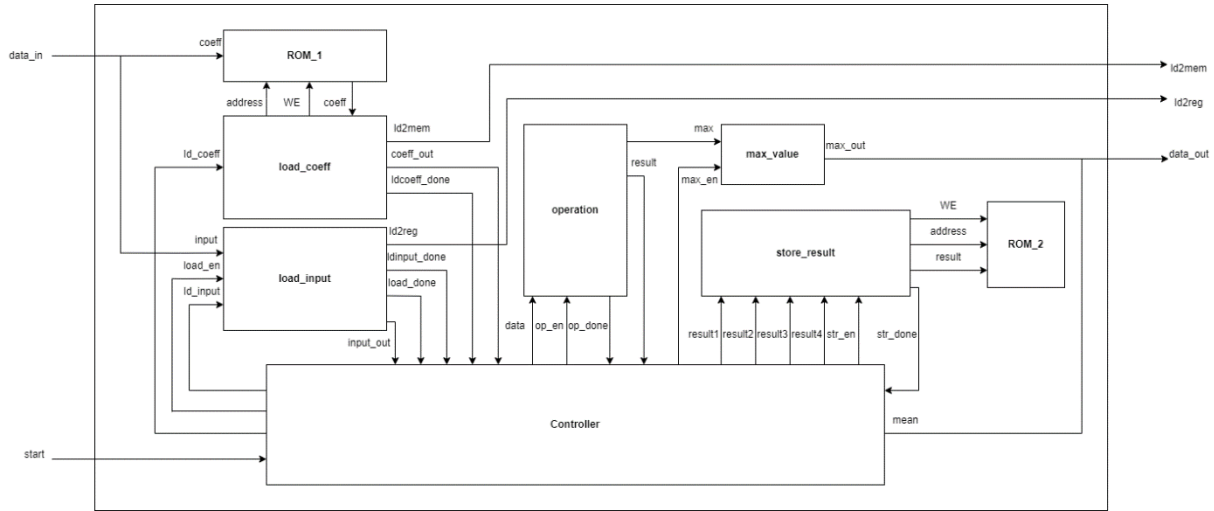 data_in
coeff
ROM_1
ld2mem
ld2reg
address
WE
coeff
ld_coeff
load_coeff
ld2mem
coeff_out
ldcoeff_done
operation
max
result
max_value
max_en
max_out
data_out
input
load_en
ld_input
load_input
ld2reg
ldinput_done
load_done
input_out
store_result
WE
address
result
ROM_2
data
op_en
op_done
result1
result2
result3
result4
str_en
str_done
Controller
mean
start